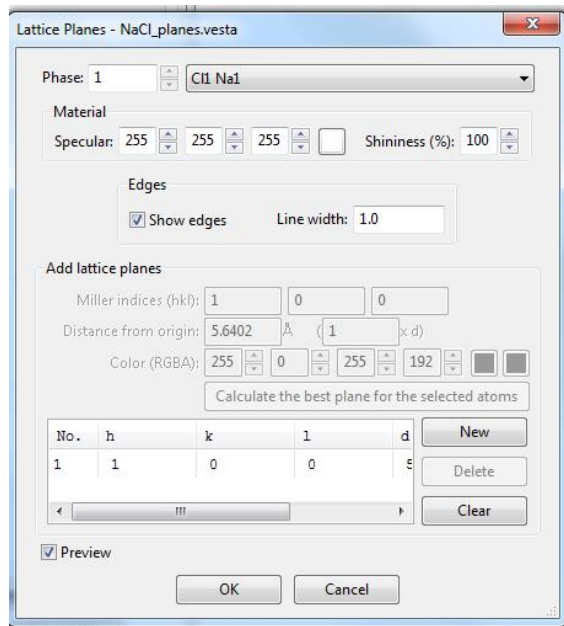 Lattice Planes - NaCl_planes.vesta
Phase: 1 Cl1 Na1
Material
Specular: 255 255 255 Shininess (%): 100
Edges
Show edges Line width: 1.0
Add lattice planes
Miller indices (hkl): 1 0 0
Distance from origin: 5.6402 Å ( 1 x d)
Color (RGBA): 255 0 255 192
Calculate the best plane for the selected atoms
No. h k l d New
1 1 0 0 5 Delete
Clear
Preview
OK Cancel